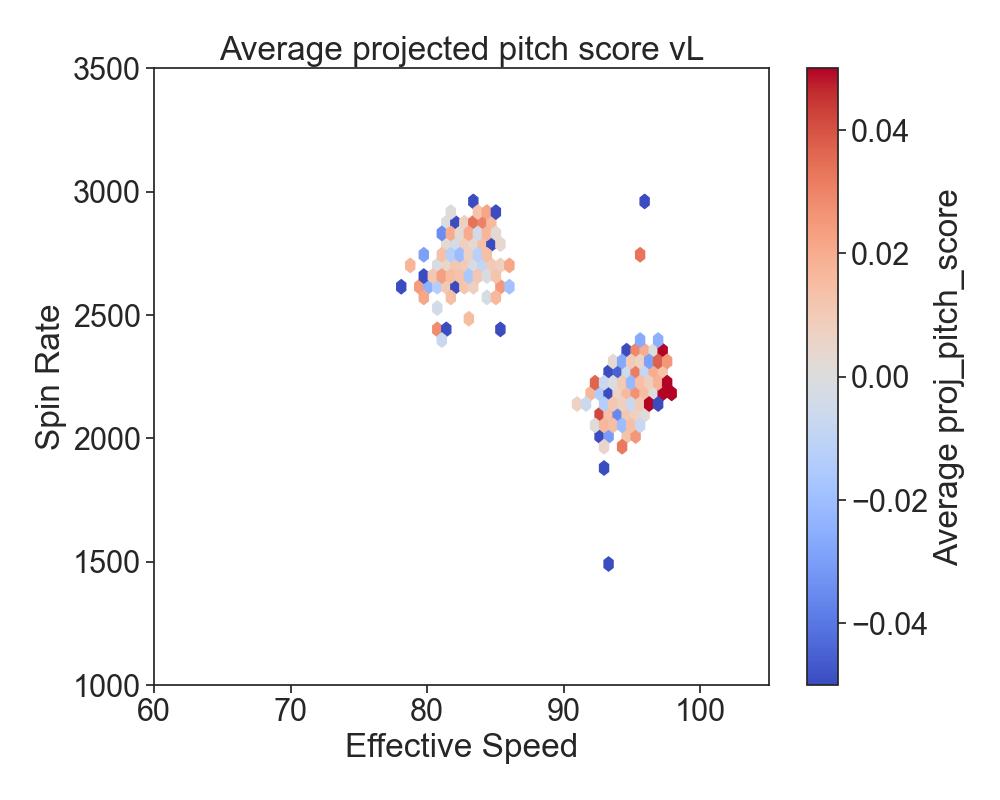 Average projected pitch score vL
3500
3000
2500
2000
1500
1000
Spin Rate
60 70 80 90 100
Effective Speed
0.04
0.02
0.00
−0.02
−0.04
Average proj_pitch_score